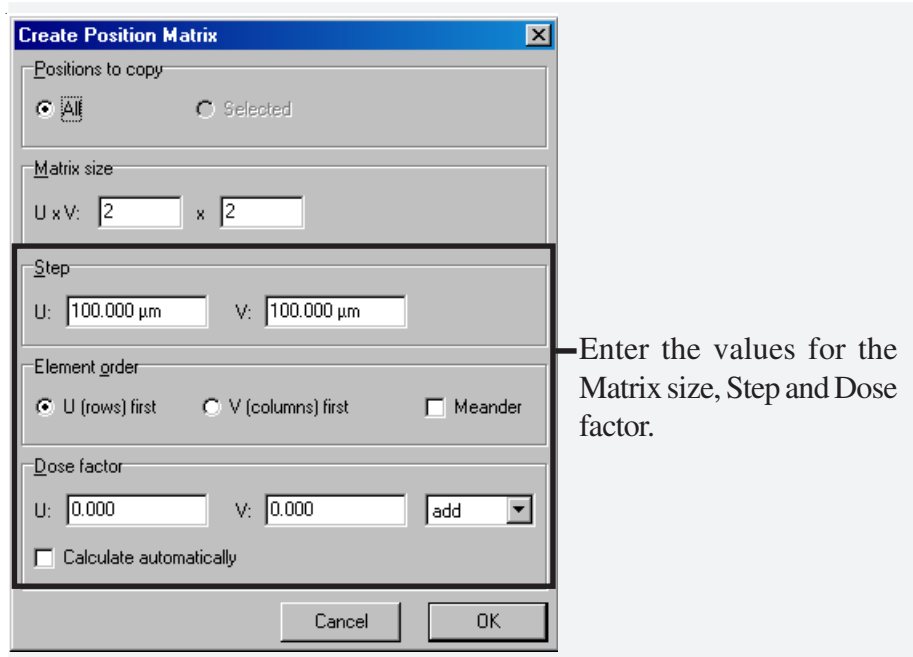 Create Position Matrix
Positions to copy
All Selected
Matrix size
U x V: 2 x 2
Step
U: 100.000 µm V: 100.000 µm
Element order
U (rows) first V (columns) first Meander
Dose factor
U: 0.000 V: 0.000 add
Calculate automatically
Cancel OK
Enter the values for the
Matrix size, Step and Dose
factor.